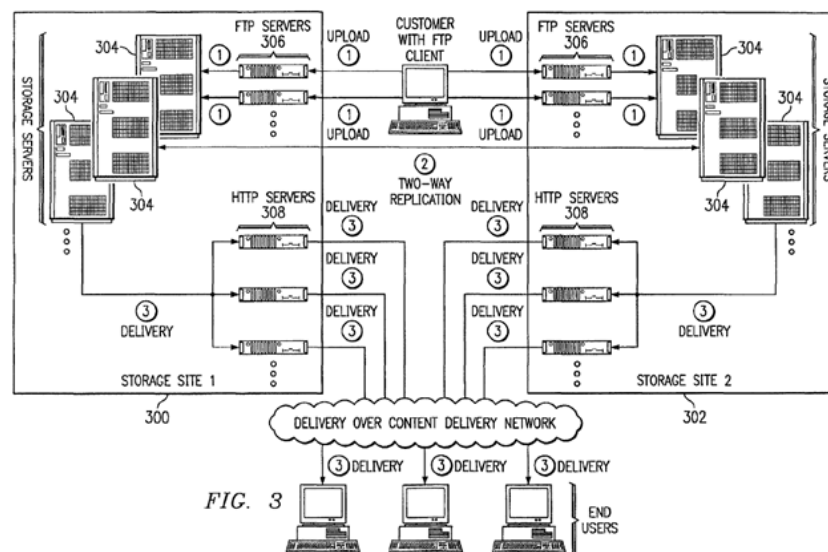 FTP SERVERS
306
UPLOAD
1
CUSTOMER
WITH FTP
CLIENT
UPLOAD
1
FTP SERVERS
306
304
1
1
304
304
1
1
304
STORAGE SERVERS
304
304
1
UPLOAD
1
UPLOAD
304
304
STORAGE SERVERS
2
TWO-WAY
REPLICATION
HTTP SERVERS
308
DELIVERY
3
DELIVERY
3
HTTP SERVERS
308
DELIVERY
3
DELIVERY
3
3
DELIVERY
DELIVERY
3
DELIVERY
3
3
DELIVERY
STORAGE SITE 1
STORAGE SITE 2
300
302
DELIVERY OVER CONTENT DELIVERY NETWORK
3 DELIVERY
3 DELIVERY
3 DELIVERY
FIG. 3
END
USERS